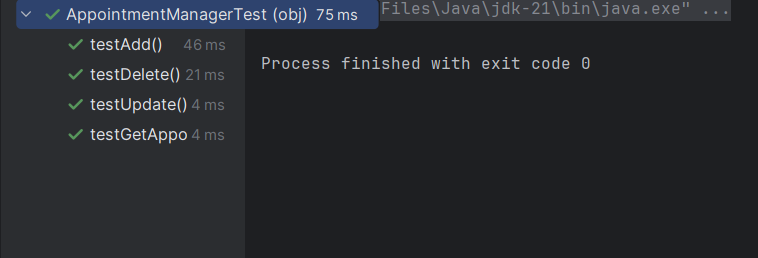 AppointmentManagerTest (obj) 75 ms
Files\Java\jdk-21\bin\java.exe" ...
testAdd() 46 ms
Process finished with exit code 0
testDelete() 21 ms
testUpdate() 4 ms
testGetAppo 4 ms